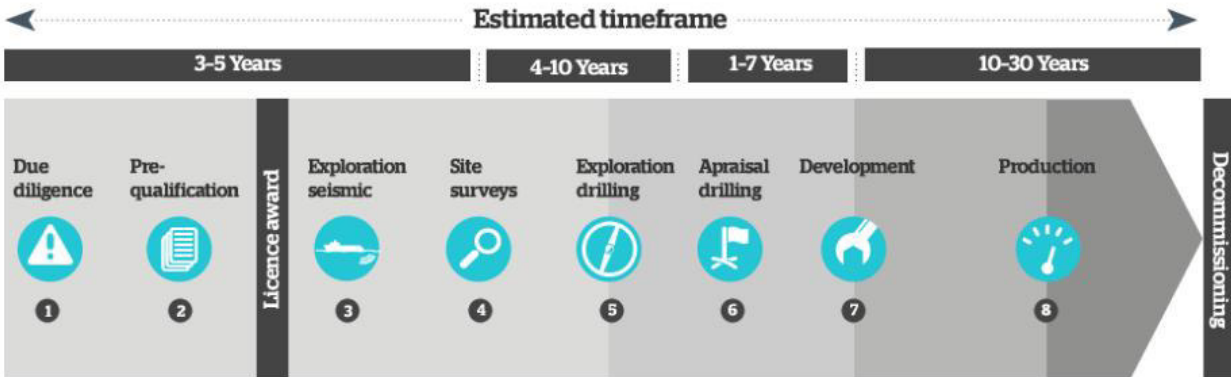 Estimated timeframe
3-5 Years
4-10 Years
1-7 Years
10-30 Years
Due
diligence
Pre-
qualification
Licence award
Exploration
seismic
Site
surveys
Exploration
drilling
Apraisal
drilling
Development
Production
Decommissioning
1
2
3
4
5
6
7
8